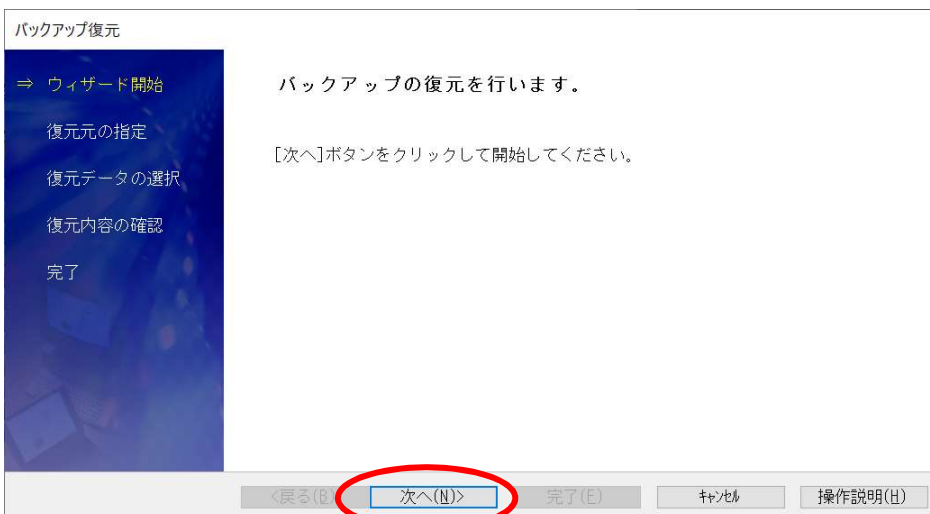 バックアップ復元
⇒ ウィザード開始
復元元の指定
復元データの選択
復元内容の確認
完了
バックアップの復元を行います。
[次へ]ボタンをクリックして開始してください。
<戻る(B) 次へ(N)> 完了(E) キャンセル 操作説明(H)